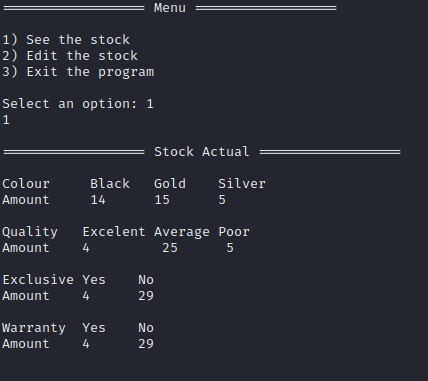 ================== Menu ==================
1) See the stock
2) Edit the stock
3) Exit the program
Select an option: 1
1
================== Stock Actual ==================
Colour Black Gold Silver
Amount 14 15 5
Quality Excelent Average Poor
Amount 4 25 5
Exclusive Yes No
Amount 4 29
Warranty Yes No
Amount 4 29